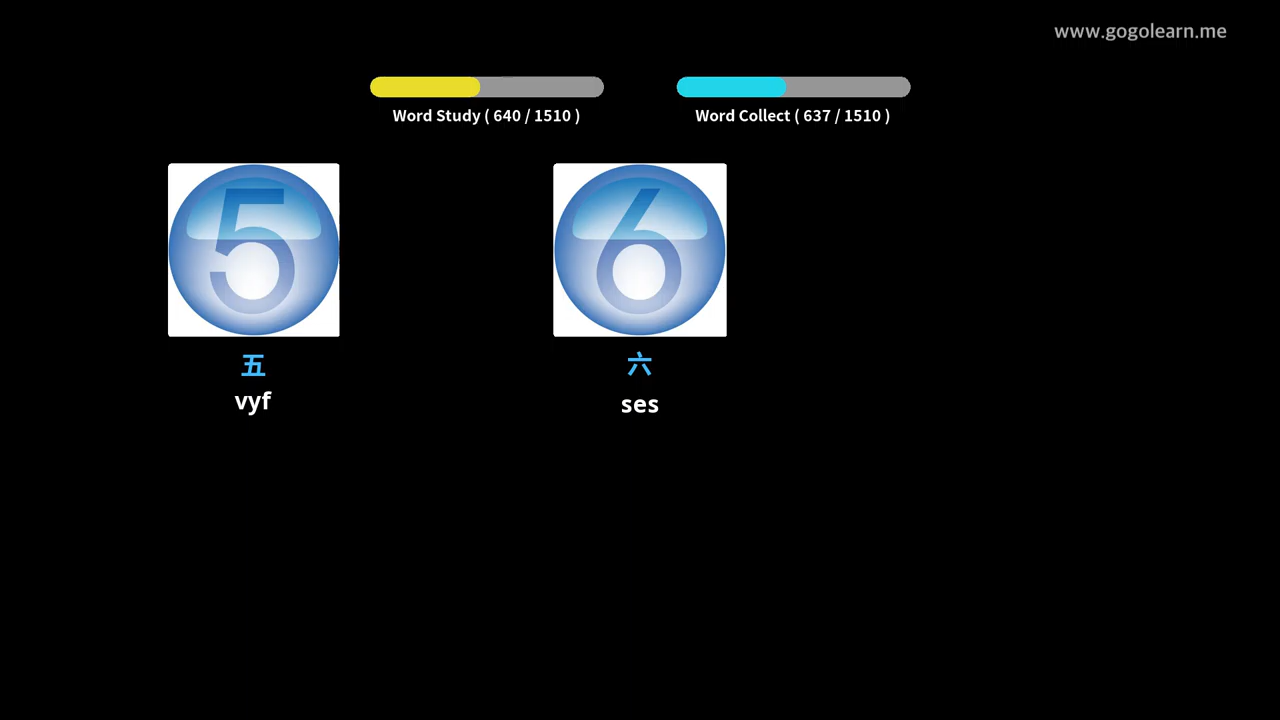 www.gogolearn.me
Word Study ( 640 / 1510 )
Word Collect ( 637 / 1510 )
5
6
五
六
vyf
ses